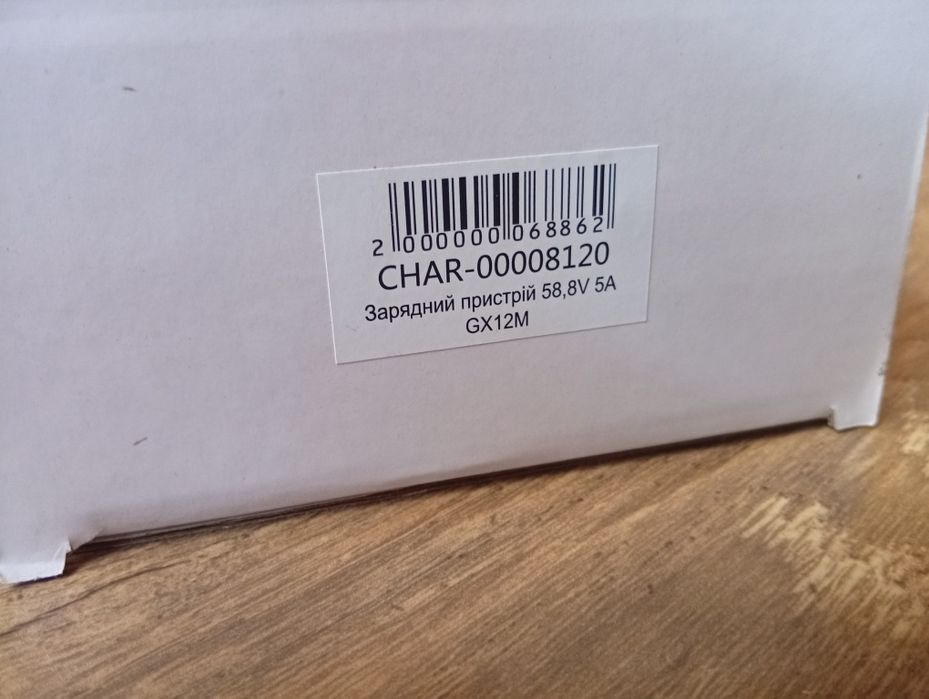 2 000000 068862
CHAR-00008120
Зарядний пристрій 58,8V 5A
GX12M